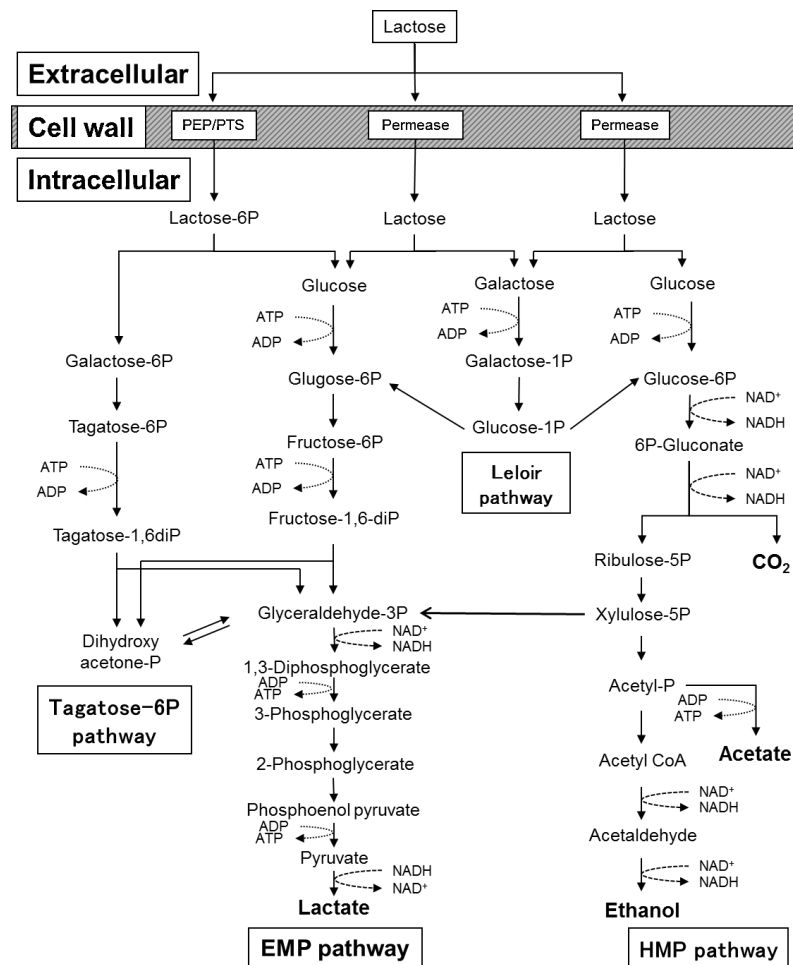 Lactose
Extracellular
Cell wall
PEP/PTS
Permease
Permease
Intracellular
Lactose-6P
Lactose
Lactose
Glucose
Galactose
Glucose
ATP
ADP
ATP
ADP
ATP
ADP
Galactose-6P
Glugose-6P
Galactose-1P
Glucose-6P
NAD+
NADH
Tagatose-6P
Fructose-6P
Glucose-1P
6P-Gluconate
ATP
ADP
ATP
ADP
Leloir
pathway
NAD+
NADH
Tagatose-1,6diP
Fructose-1,6-diP
Ribulose-5P
CO2
Glyceraldehyde-3P
Xylulose-5P
Dihydroxy
acetone-P
NAD+
NADH
1,3-Diphosphoglycerate
ADP
ATP
Acetyl-P
ADP
ATP
Tagatose-6P
pathway
3-Phosphoglycerate
Acetate
2-Phosphoglycerate
Acetyl CoA
NAD+
NADH
Phosphoenol pyruvate
ADP
ATP
Acetaldehyde
Pyruvate
NADH
NAD+
NAD+
NADH
Lactate
Ethanol
EMP pathway
HMP pathway